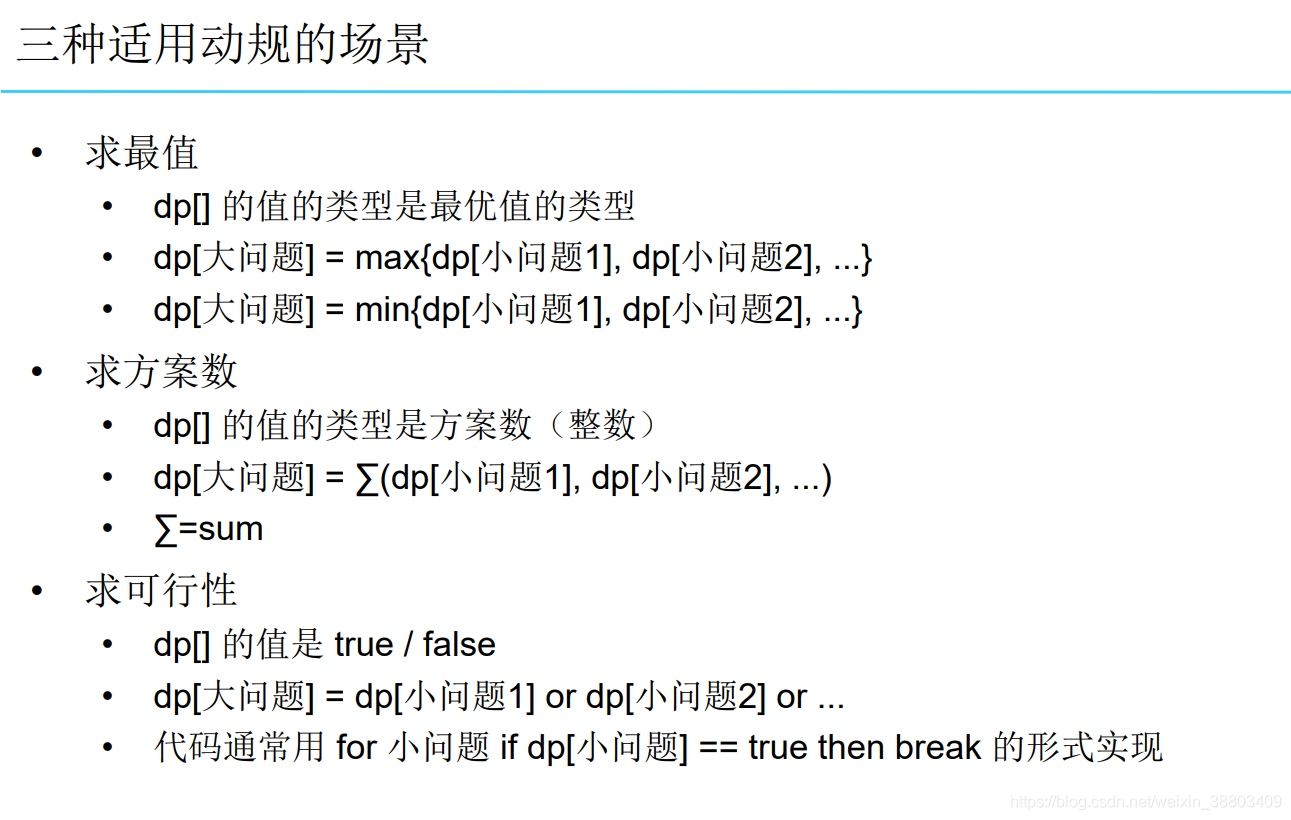 三种适用动规的场景
• 求最值
• dp[] 的值的类型是最优值的类型
• dp[大问题] = max{dp[小问题1], dp[小问题2], ...}
• dp[大问题] = min{dp[小问题1], dp[小问题2], ...}
• 求方案数
• dp[] 的值的类型是方案数（整数）
• dp[大问题] = ∑(dp[小问题1], dp[小问题2], ...)
• ∑=sum
• 求可行性
• dp[] 的值是 true / false
• dp[大问题] = dp[小问题1] or dp[小问题2] or ...
• 代码通常用 for 小问题 if dp[小问题] == true then break 的形式实现
https://blog.csdn.net/weixin_38803409